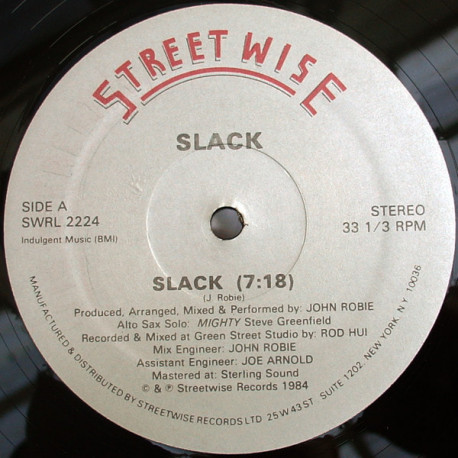 STREETWISE
SLACK
SIDE A
SWRL 2224
Indulgent Music (BMI)
STEREO
33 1/3 RPM
SLACK (7:18)
(J. Robie)
Produced, Arranged, Mixed & Performed by: JOHN ROBIE
Alto Sax Solo: MIGHTY Steve Greenfield
Recorded & Mixed at Green Street Studio by: ROD HUI
Mix Engineer: JOHN ROBIE
Assistant Engineer: JOE ARNOLD
Mastered at: Sterling Sound
© & ℗ Streetwise Records 1984
MANUFACTURED & DISTRIBUTED BY STREETWISE RECORDS LTD 25 W 43 ST. SUITE 1202, NEW YORK, N.Y. 10036